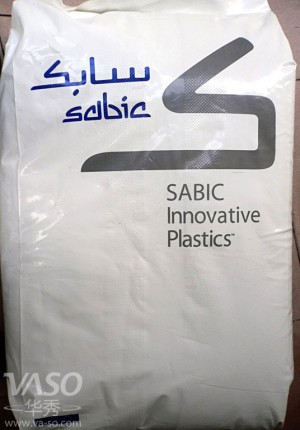 سابك
sabic
SABIC
Innovative
Plastics™
VASO
华秀
www.va-so.com